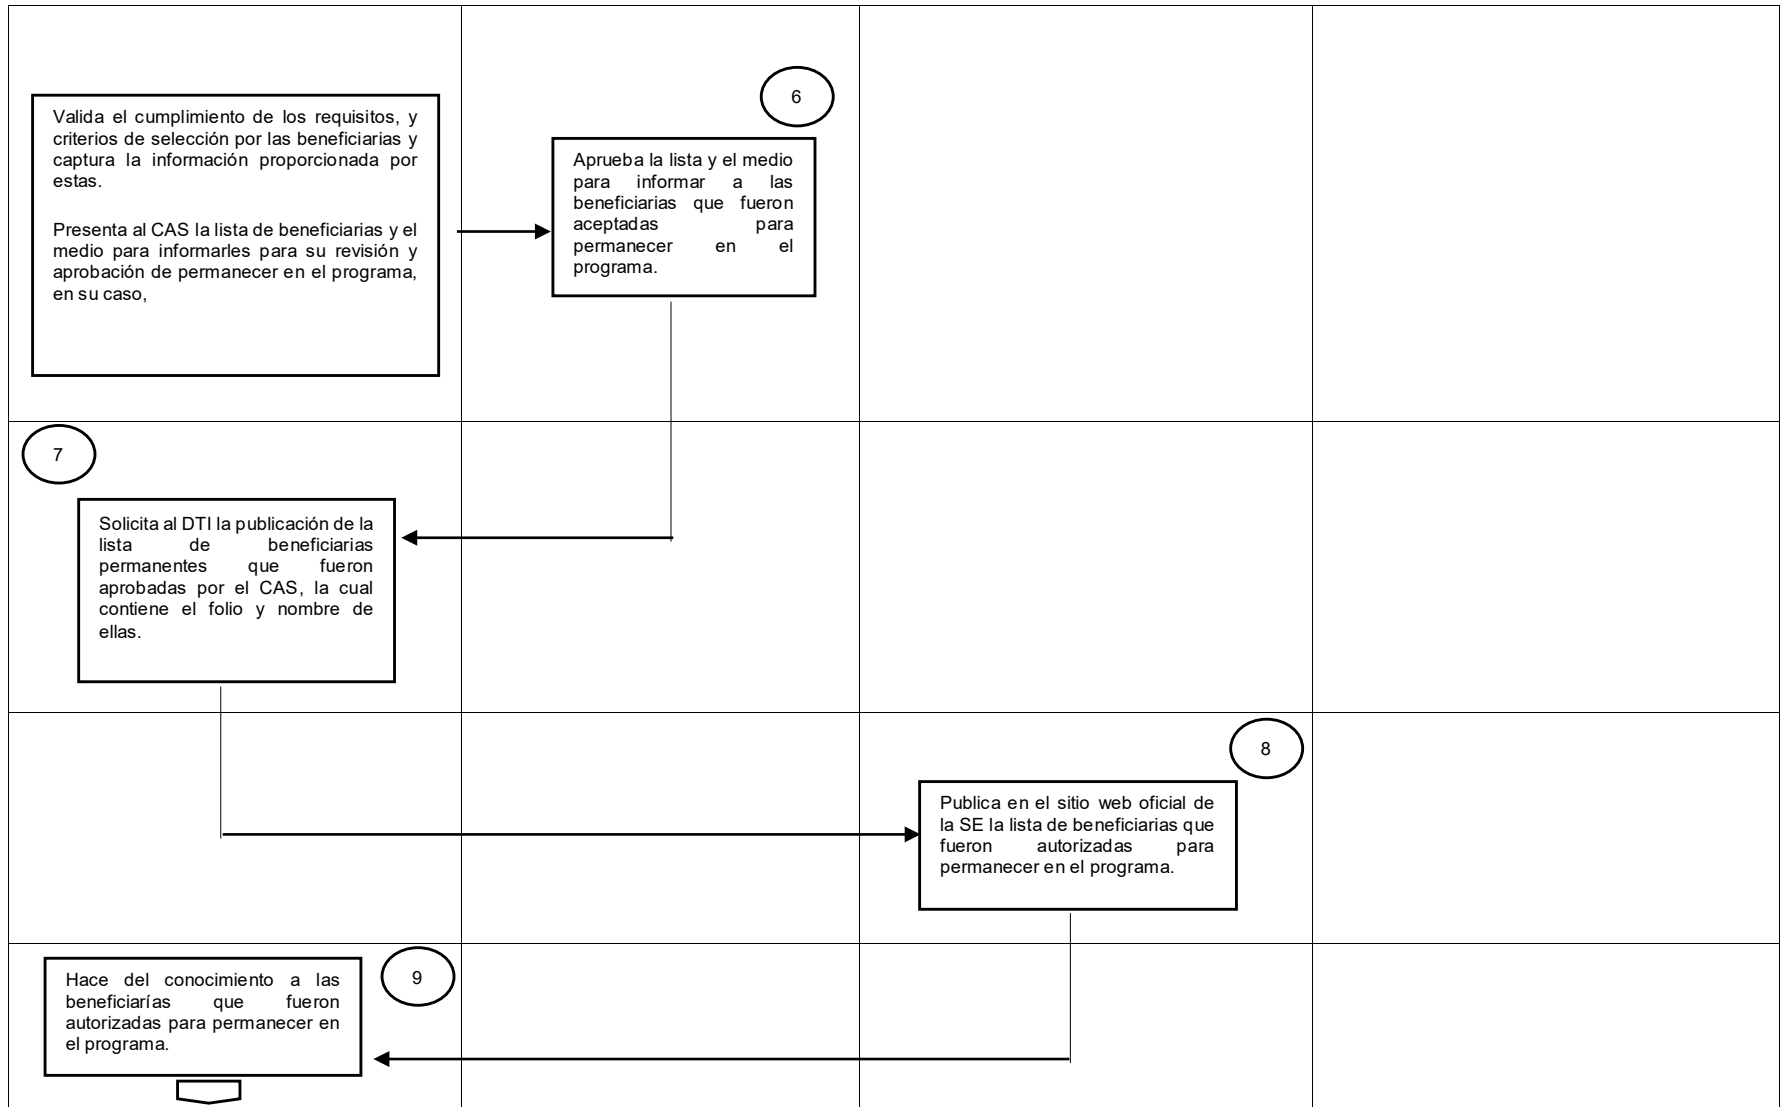 Valida el cumplimiento de los requisitos, y
criterios de selección por las beneficiarias y
captura la información proporcionada por
estas.
Presenta al CAS la lista de beneficiarias y el
medio para informarles para su revisión y
aprobación de permanecer en el programa,
en su caso,
6
Aprueba la lista y el medio
para informar a las
beneficiarias que fueron
aceptadas para
permanecer en el
programa.
7
Solicita al DTI la publicación de la
lista de beneficiarias
permanentes que fueron
aprobadas por el CAS, la cual
contiene el folio y nombre de
ellas.
8
Publica en el sitio web oficial de
la SE la lista de beneficiarias que
fueron autorizadas para
permanecer en el programa.
9
Hace del conocimiento a las
beneficiarías que fueron
autorizadas para permanecer en
el programa.